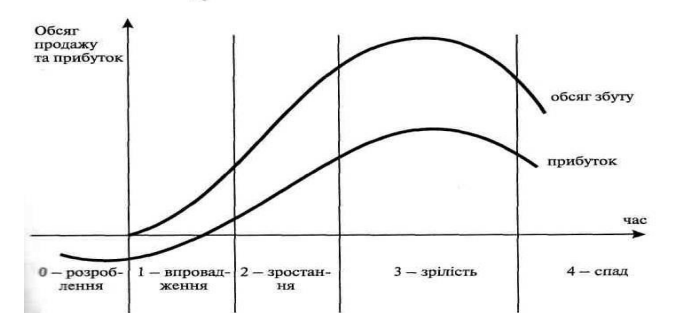 Обсяг
продажу
та прибуток
обсяг збуту
прибуток
час
0 – розроб-
лення
1 – впровад-
ження
2 – зростан-
ня
3 – зрілість
4 – спад